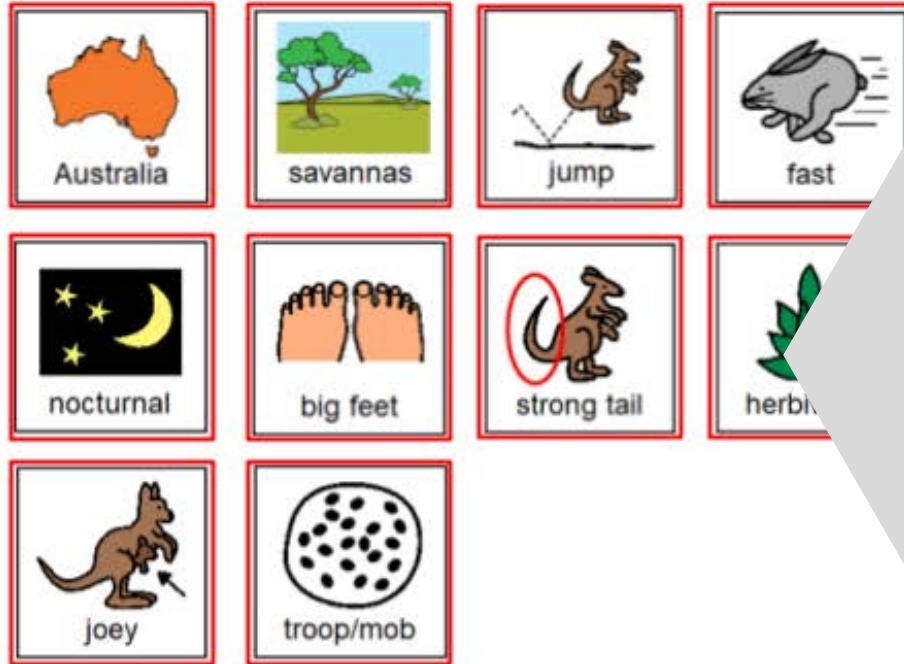 Australia
savannas
jump
fast
nocturnal
big feet
strong tail
joey
troop/mob